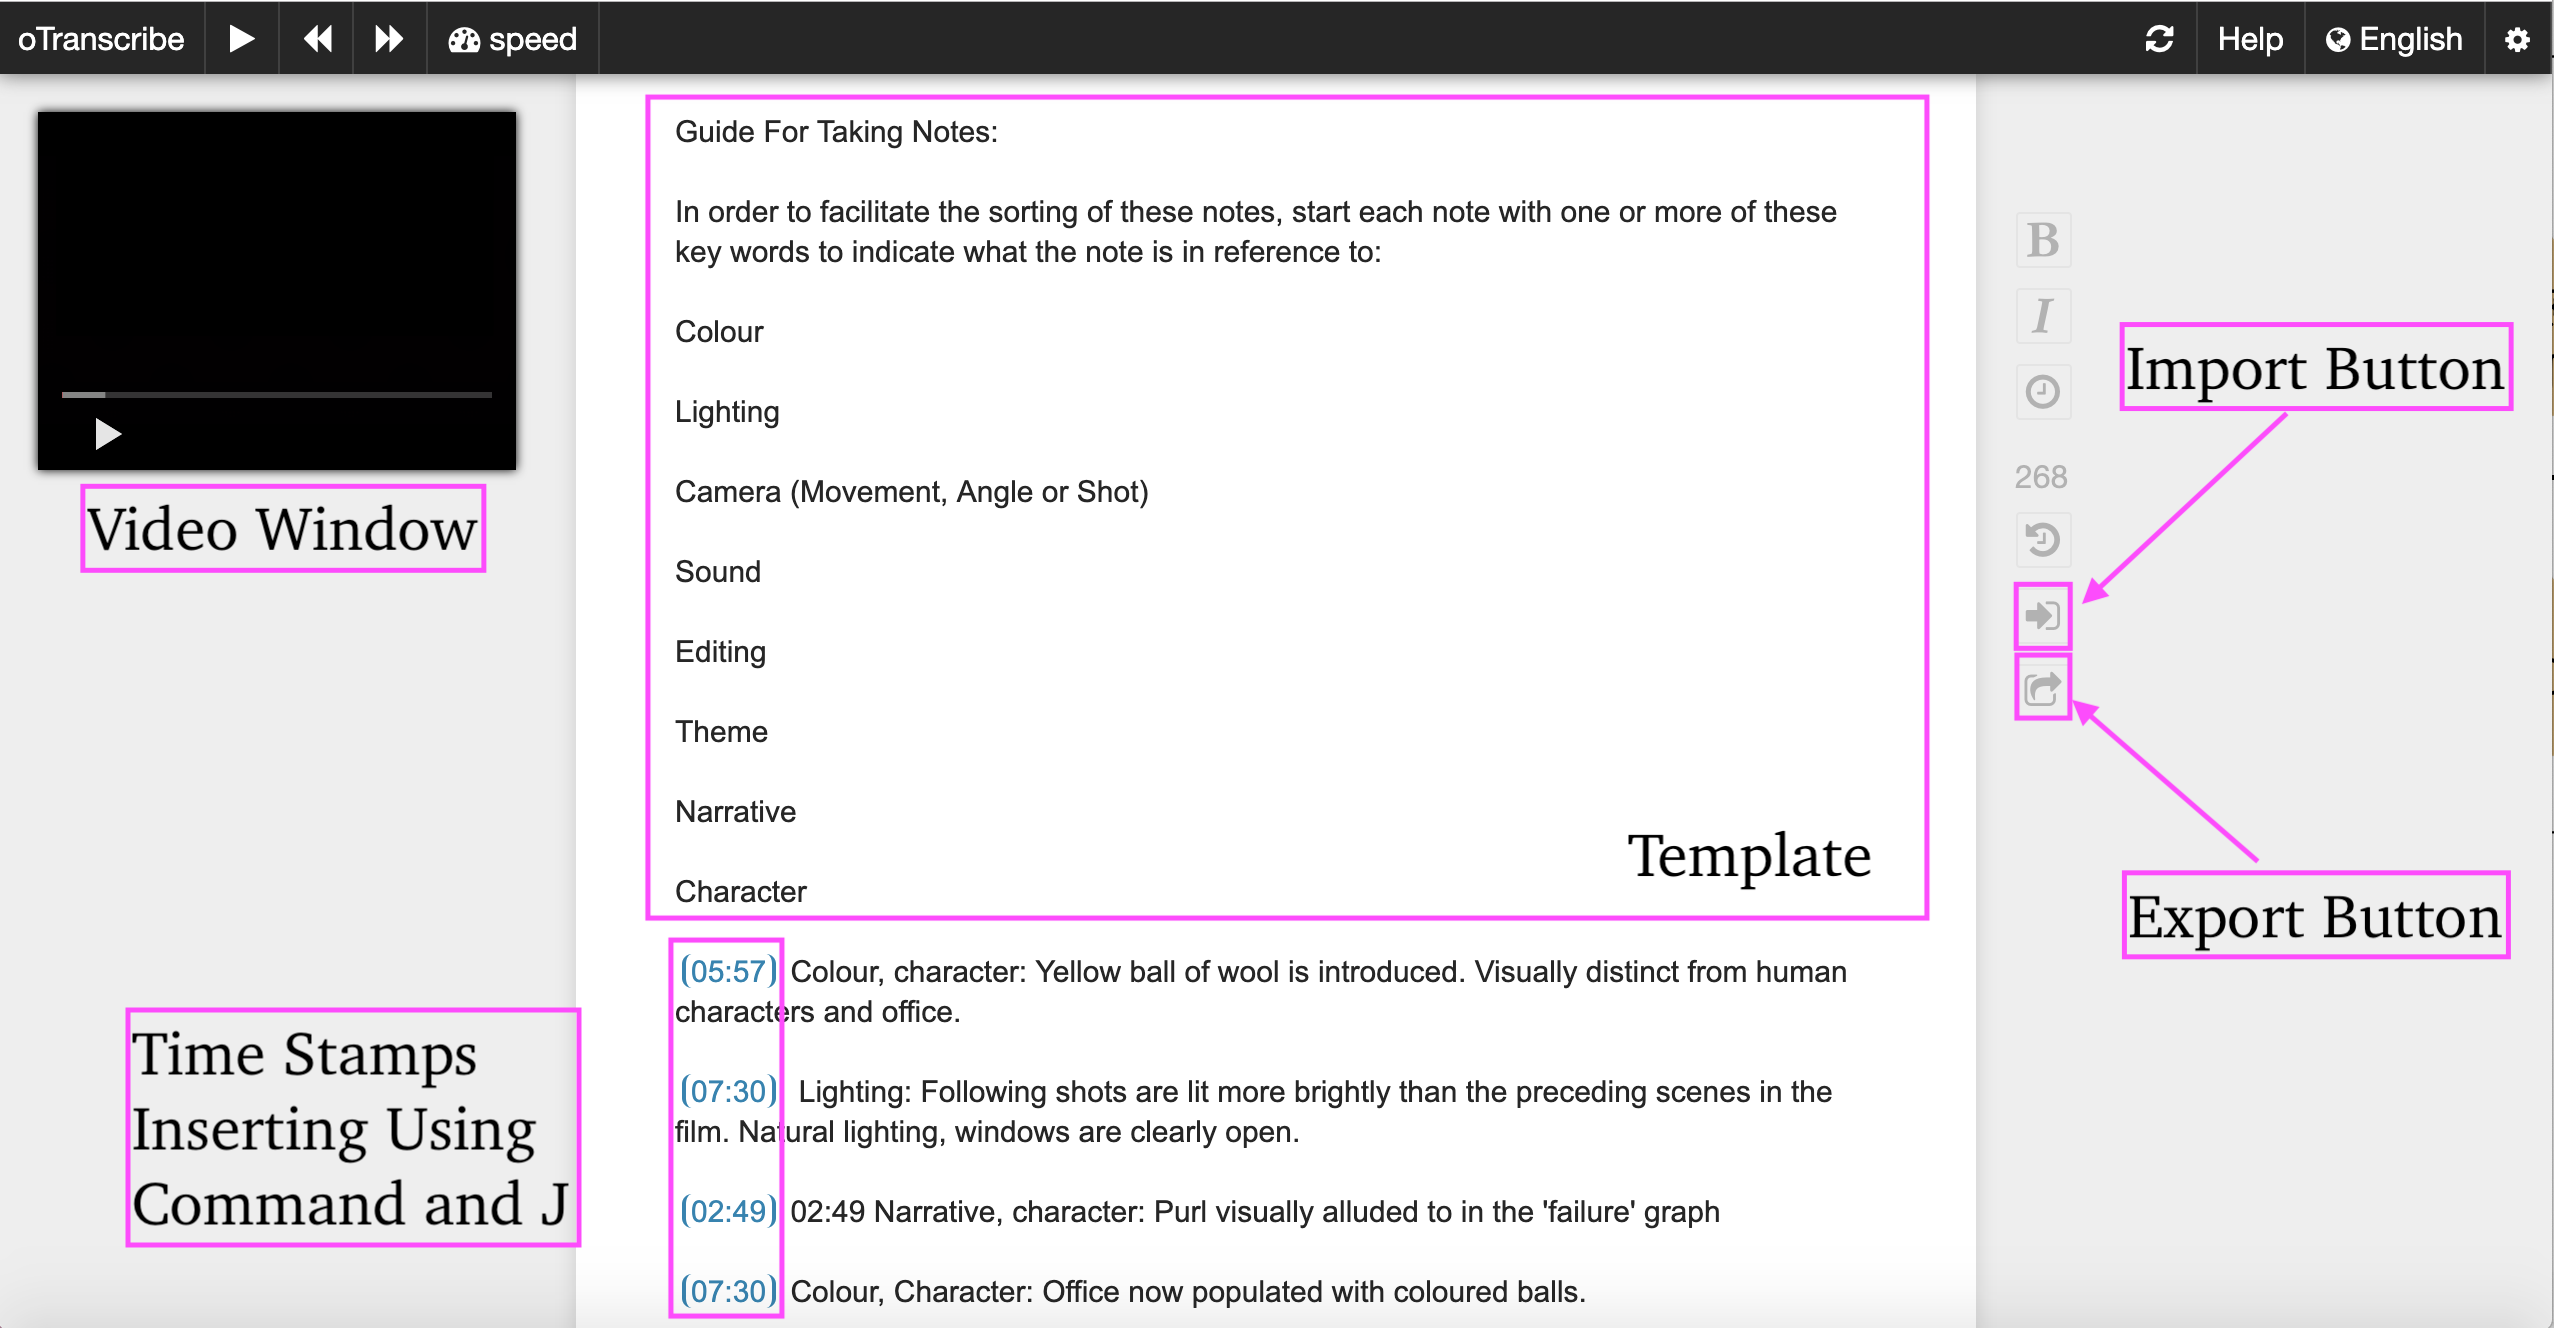 oTranscribe speed Help English
Guide For Taking Notes:
In order to facilitate the sorting of these notes, start each note with one or more of these
key words to indicate what the note is in reference to:
Colour
Lighting
Camera (Movement, Angle or Shot)
Sound
Editing
Theme
Narrative
Character
Template
(05:57) Colour, character: Yellow ball of wool is introduced. Visually distinct from human
characters and office.
(07:30) Lighting: Following shots are lit more brightly than the preceding scenes in the
film. Natural lighting, windows are clearly open.
(02:49) 02:49 Narrative, character: Purl visually alluded to in the 'failure' graph
(07:30) Colour, Character: Office now populated with coloured balls.
Video Window
Time Stamps
Inserting Using
Command and J
B
I
268
Import Button
Export Button